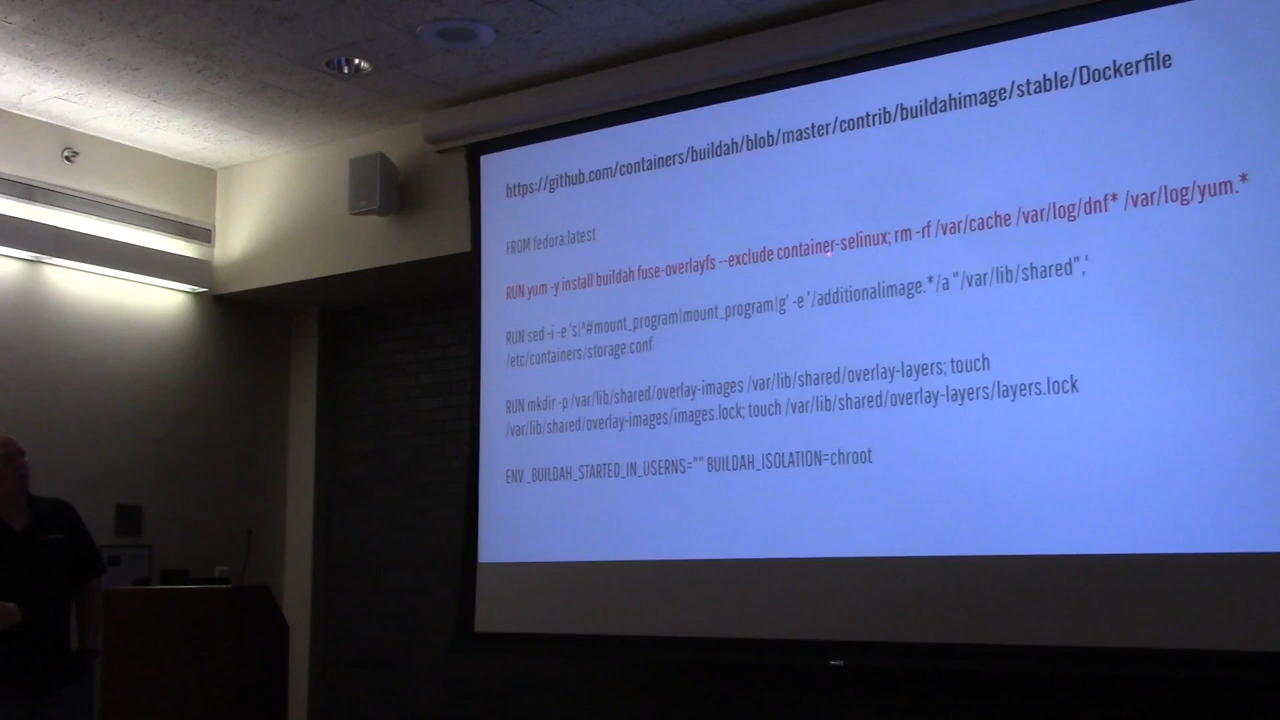 https://github.com/containers/buildah/blob/master/contrib/buildahimage/stable/Dockerfile
FROM fedora:latest
RUN yum -y install buildah fuse-overlayfs --exclude container-selinux; rm -rf /var/cache /var/log/dnf* /var/log/yum.*
RUN sed -i -e 's|^#mount_program|mount_program|g' -e '/additionalimage.*/a "/var/lib/shared",'
/etc/containers/storage.conf
RUN mkdir -p /var/lib/shared/overlay-images /var/lib/shared/overlay-layers; touch
/var/lib/shared/overlay-images/images.lock; touch /var/lib/shared/overlay-layers/layers.lock
ENV _BUILDAH_STARTED_IN_USERNS="" BUILDAH_ISOLATION=chroot